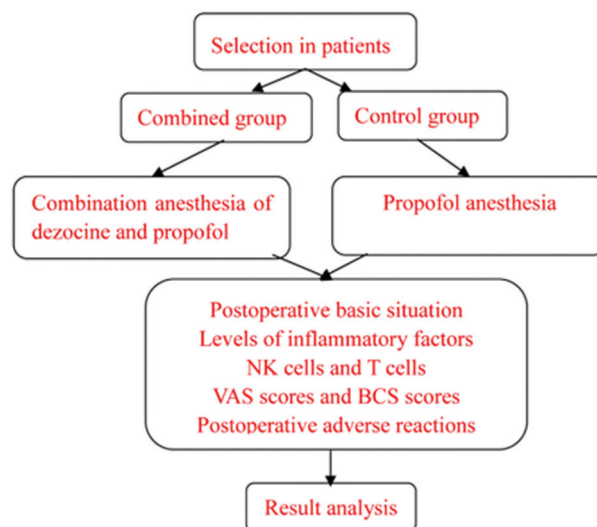 Selection in patients
Combined group
Control group
Combination anesthesia of
dezocine and propofol
Propofol anesthesia
Postoperative basic situation
Levels of inflammatory factors
NK cells and T cells
VAS scores and BCS scores
Postoperative adverse reactions
Result analysis